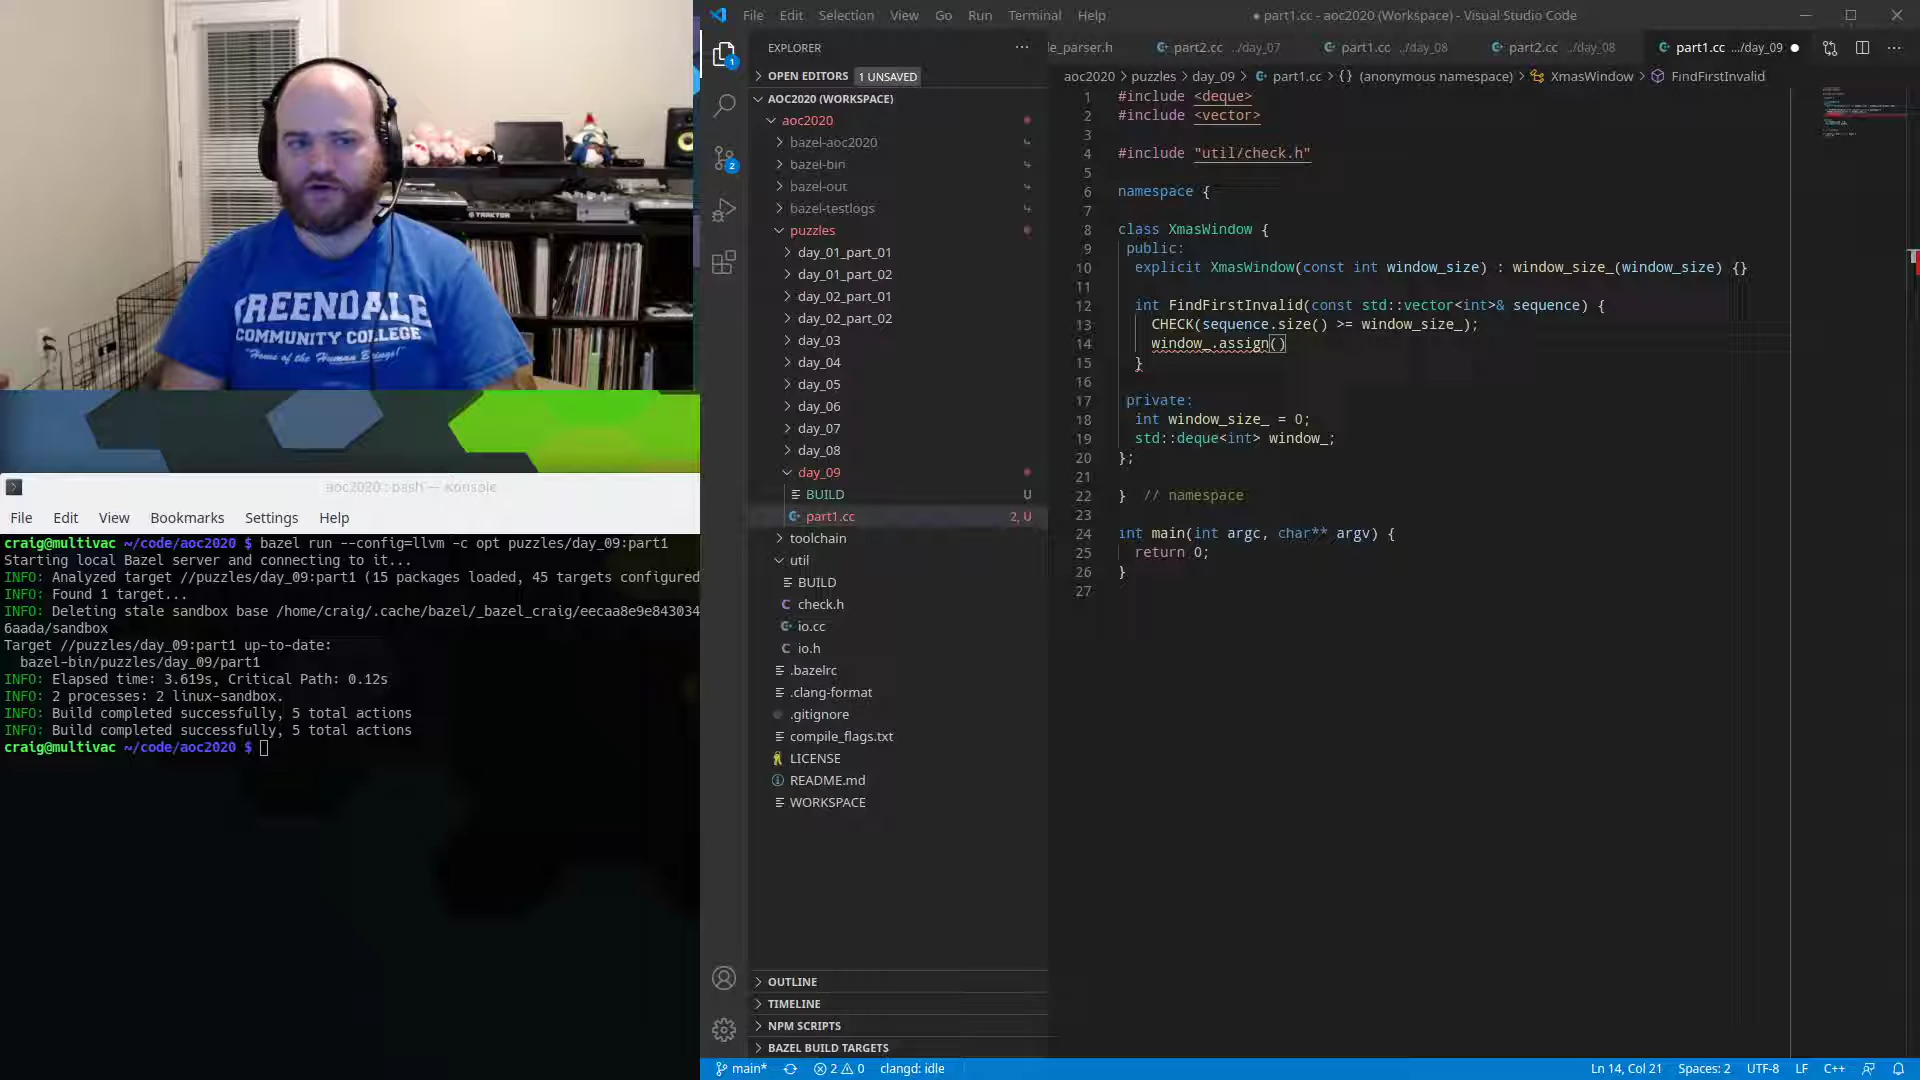 GREENDALE
COMMUNITY COLLEGE
"Home of the Human Beings!"
TRAKTOR
aoc2020 : bash — Konsole
File Edit View Bookmarks Settings Help
craig@multivac ~/code/aoc2020 $ bazel run --config=llvm -c opt puzzles/day_09:part1
Starting local Bazel server and connecting to it...
INFO: Analyzed target //puzzles/day_09:part1 (15 packages loaded, 45 targets configured
INFO: Found 1 target...
INFO: Deleting stale sandbox base /home/craig/.cache/bazel/_bazel_craig/eecaa8e9e843034
6aada/sandbox
Target //puzzles/day_09:part1 up-to-date:
bazel-bin/puzzles/day_09/part1
INFO: Elapsed time: 3.619s, Critical Path: 0.12s
INFO: 2 processes: 2 linux-sandbox.
INFO: Build completed successfully, 5 total actions
INFO: Build completed successfully, 5 total actions
craig@multivac ~/code/aoc2020 $
File Edit Selection View Go Run Terminal Help
● part1.cc - aoc2020 (Workspace) - Visual Studio Code
EXPLORER
OPEN EDITORS 1 UNSAVED
AOC2020 (WORKSPACE)
aoc2020
bazel-aoc2020
bazel-bin
bazel-out
bazel-testlogs
puzzles
day_01_part_01
day_01_part_02
day_02_part_01
day_02_part_02
day_03
day_04
day_05
day_06
day_07
day_08
day_09
BUILD U
part1.cc 2, U
toolchain
util
BUILD
check.h
io.cc
io.h
.bazelrc
.clang-format
.gitignore
compile_flags.txt
LICENSE
README.md
WORKSPACE
OUTLINE
TIMELINE
NPM SCRIPTS
BAZEL BUILD TARGETS
1
2
le_parser.h part2.cc ../day_07 part1.cc ../day_08 part2.cc ../day_08 part1.cc .../day_09
aoc2020 > puzzles > day_09 > part1.cc > {} (anonymous namespace) > XmasWindow > FindFirstInvalid
1 #include <deque>
2 #include <vector>
3
4 #include "util/check.h"
5
6 namespace {
7
8 class XmasWindow {
9 public:
10 explicit XmasWindow(const int window_size) : window_size_(window_size) {}
11
12 int FindFirstInvalid(const std::vector<int>& sequence) {
13 CHECK(sequence.size() >= window_size_);
14 window_.assign()
15 }
16
17 private:
18 int window_size_ = 0;
19 std::deque<int> window_;
20 };
21
22 } // namespace
23
24 int main(int argc, char** argv) {
25 return 0;
26 }
27
main* 2 0 clangd: idle Ln 14, Col 21 Spaces: 2 UTF-8 LF C++